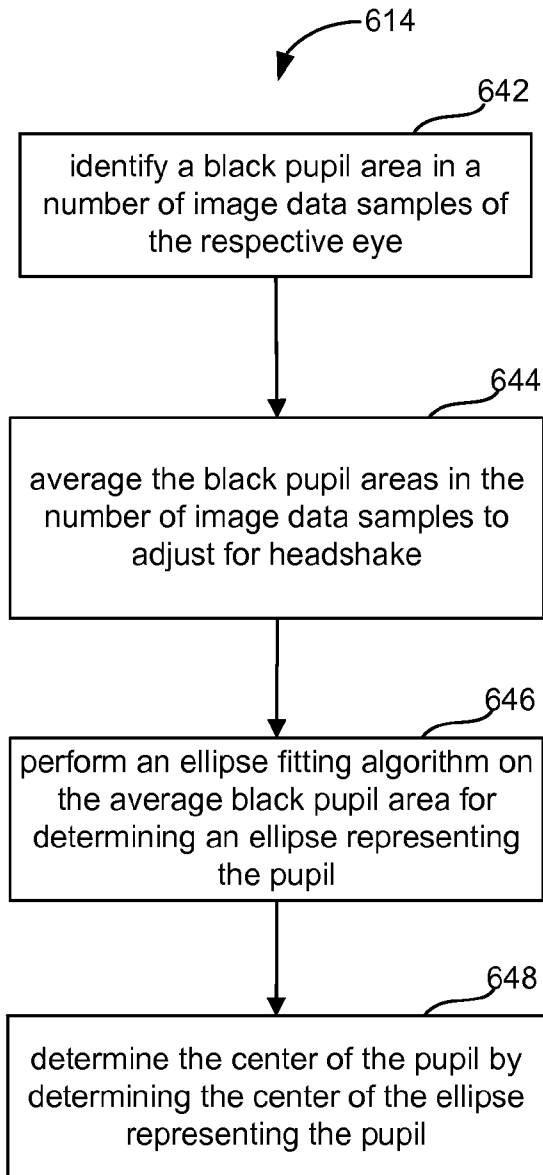 614
642
identify a black pupil area in a
number of image data samples of
the respective eye
644
average the black pupil areas in the
number of image data samples to
adjust for headshake
646
perform an ellipse fitting algorithm on
the average black pupil area for
determining an ellipse representing
the pupil
648
determine the center of the pupil by
determining the center of the ellipse
representing the pupil